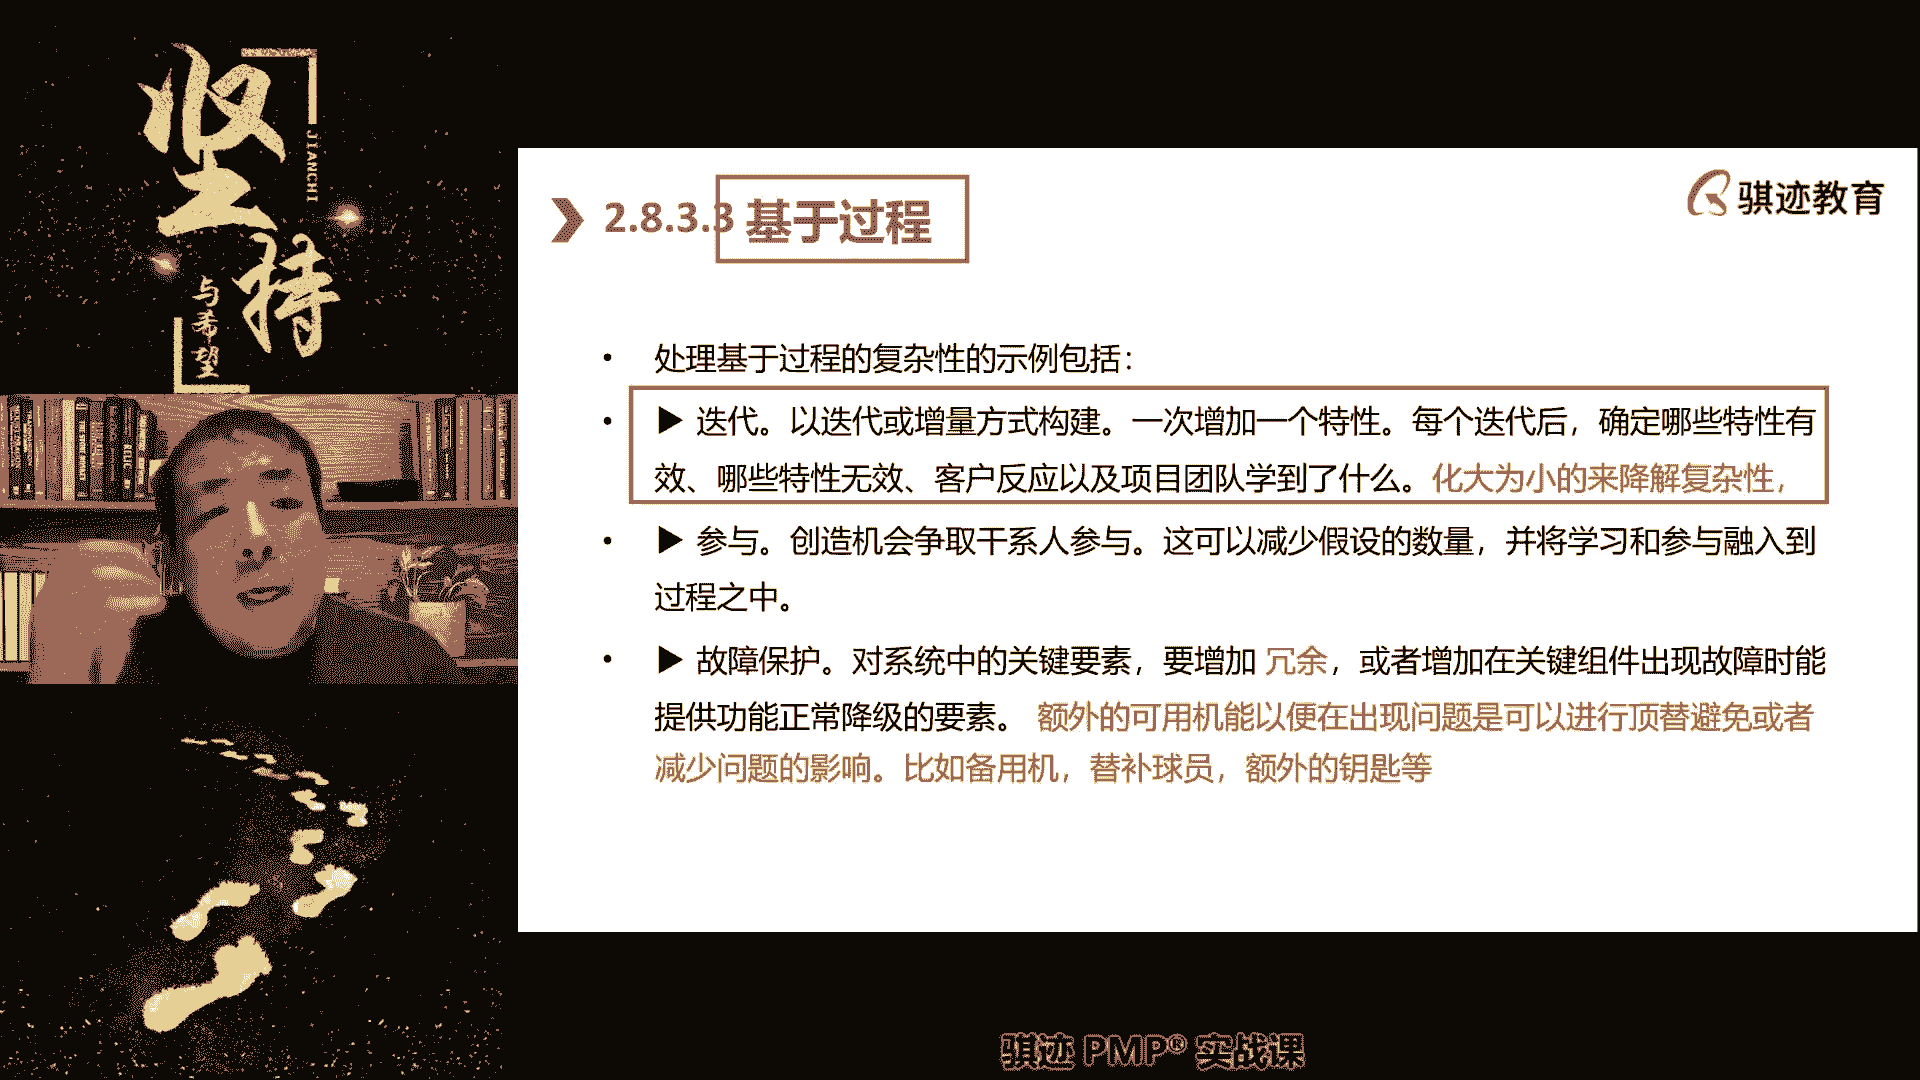 坚持
JIANCHI
与希望
2.8.3.3 基于过程
骐迹教育
• 处理基于过程的复杂性的示例包括：
• ▶ 迭代。以迭代或增量方式构建。一次增加一个特性。每个迭代后，确定哪些特性有
效、哪些特性无效、客户反应以及项目团队学到了什么。化大为小的来降解复杂性，
• ▶ 参与。创造机会争取干系人参与。这可以减少假设的数量，并将学习和参与融入到
过程之中。
• ▶ 故障保护。对系统中的关键要素，要增加 冗余，或者增加在关键组件出现故障时能
提供功能正常降级的要素。 额外的可用机能以便在出现问题是可以进行顶替避免或者
减少问题的影响。比如备用机，替补球员，额外的钥匙等
骐迹 PMP® 实战课